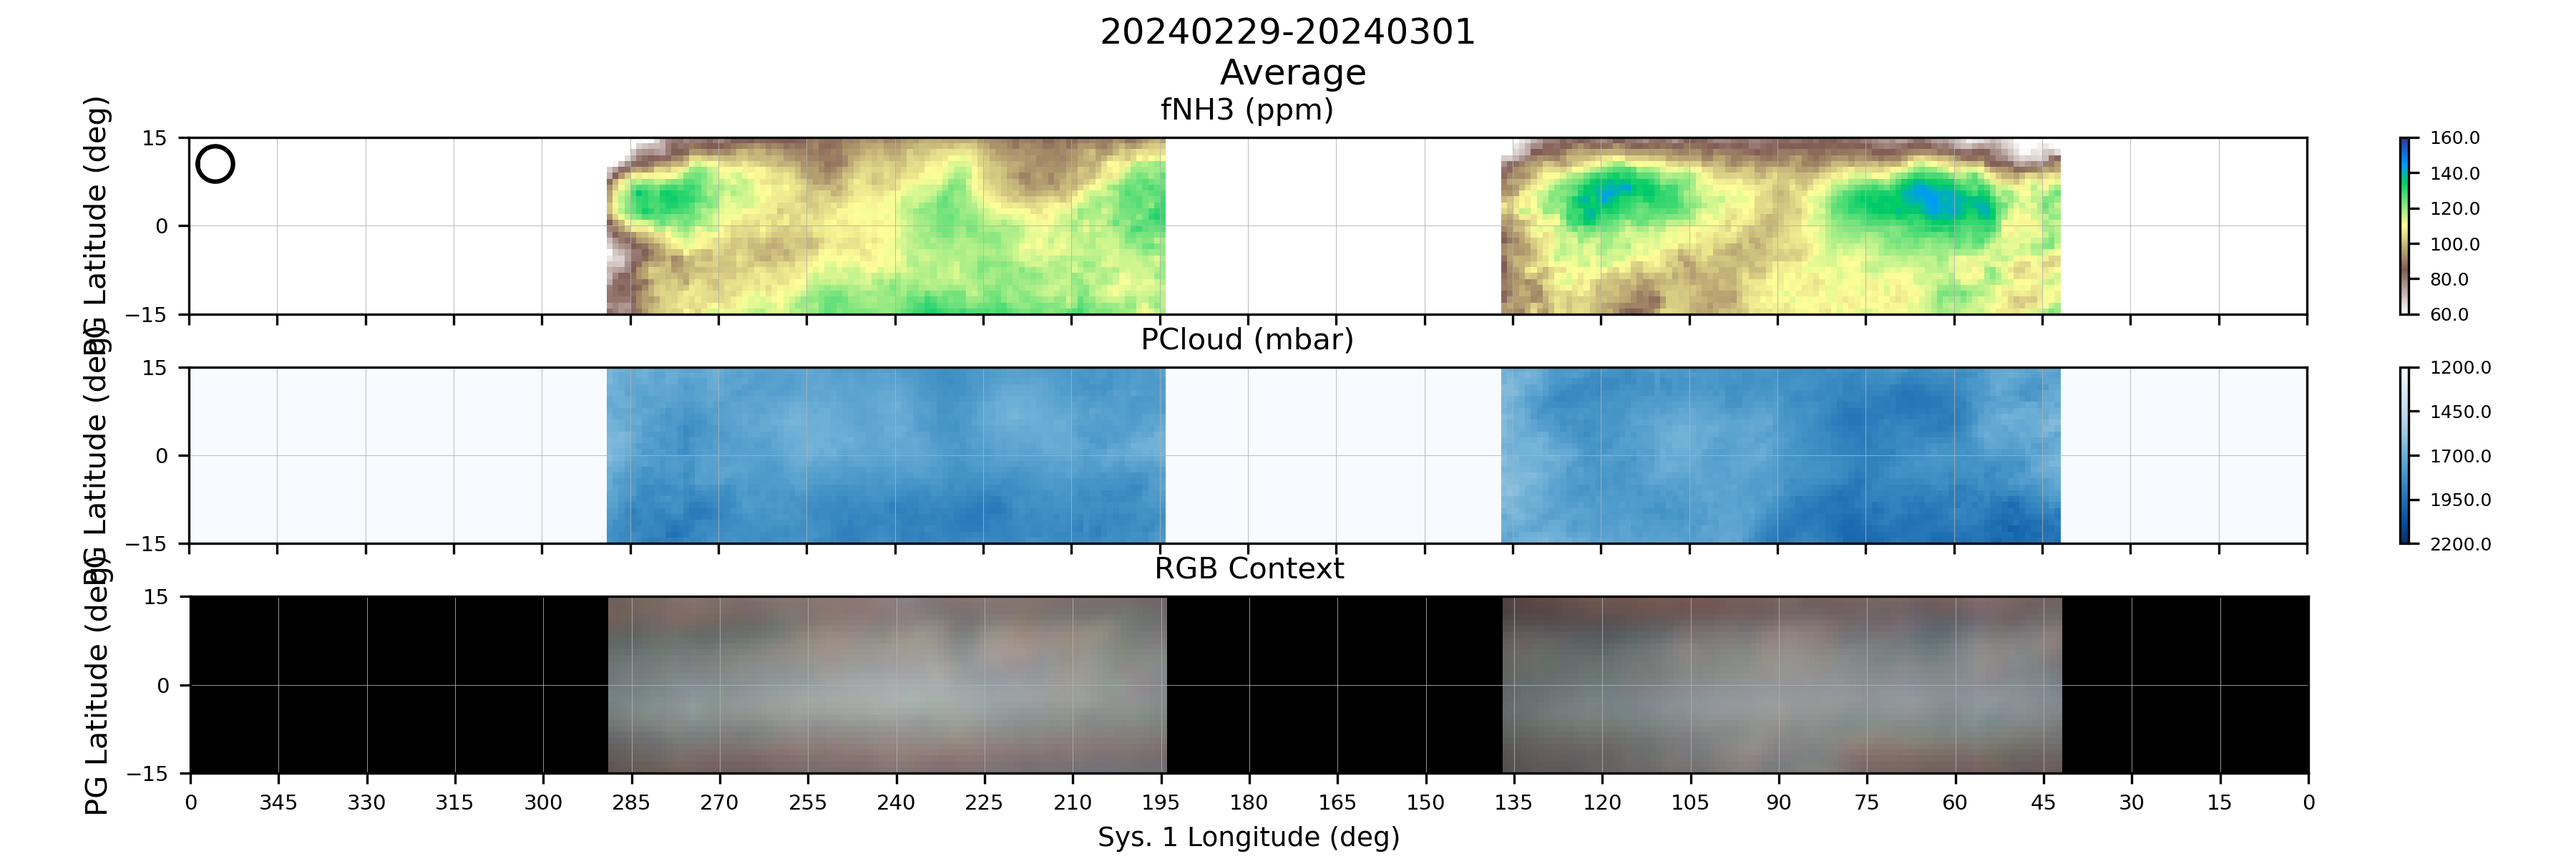 20240229-20240301
Average
fNH3 (ppm)
PG Latitude (deg)
15
0
−15
160.0
140.0
120.0
100.0
80.0
60.0
PCloud (mbar)
PG Latitude (deg)
15
0
−15
1200.0
1450.0
1700.0
1950.0
2200.0
RGB Context
PG Latitude (deg)
15
0
−15
0 345 330 315 300 285 270 255 240 225 210 195 180 165 150 135 120 105 90 75 60 45 30 15 0
Sys. 1 Longitude (deg)